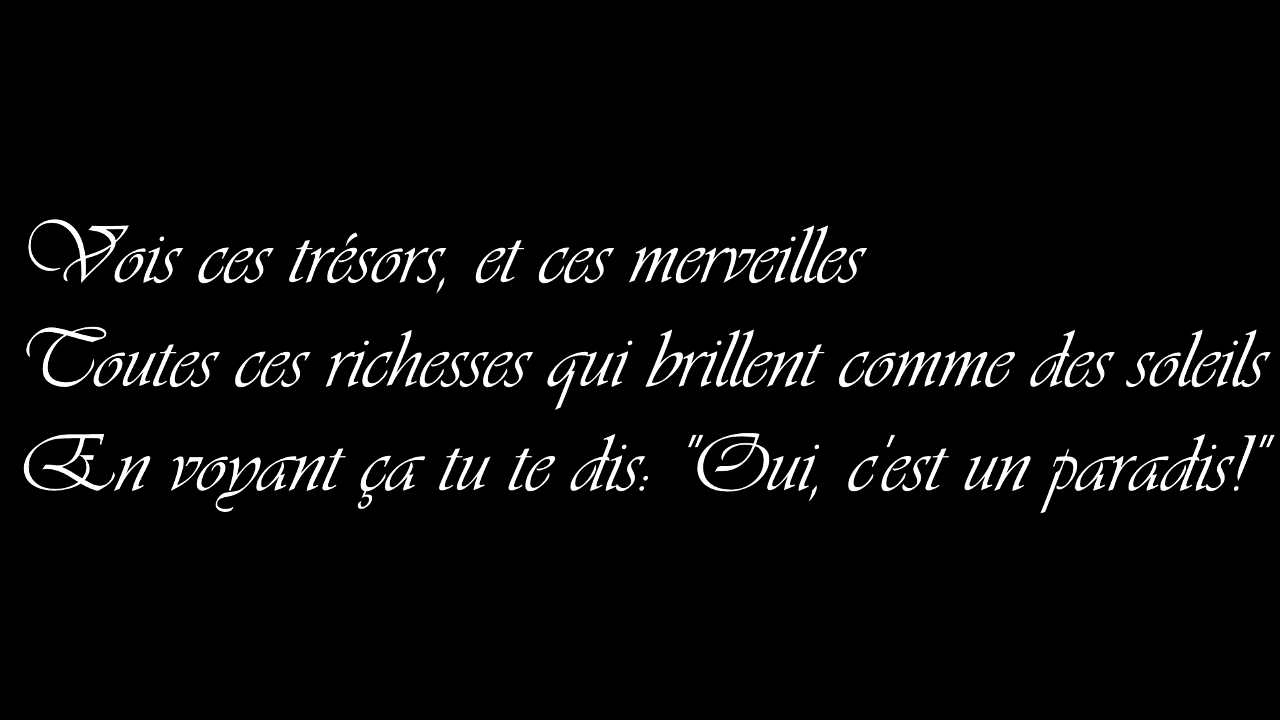 Vois ces trésors, et ces merveilles
Toutes ces richesses qui brillent comme des soleils
En voyant ça tu te dis: "Oui, c'est un paradis!"